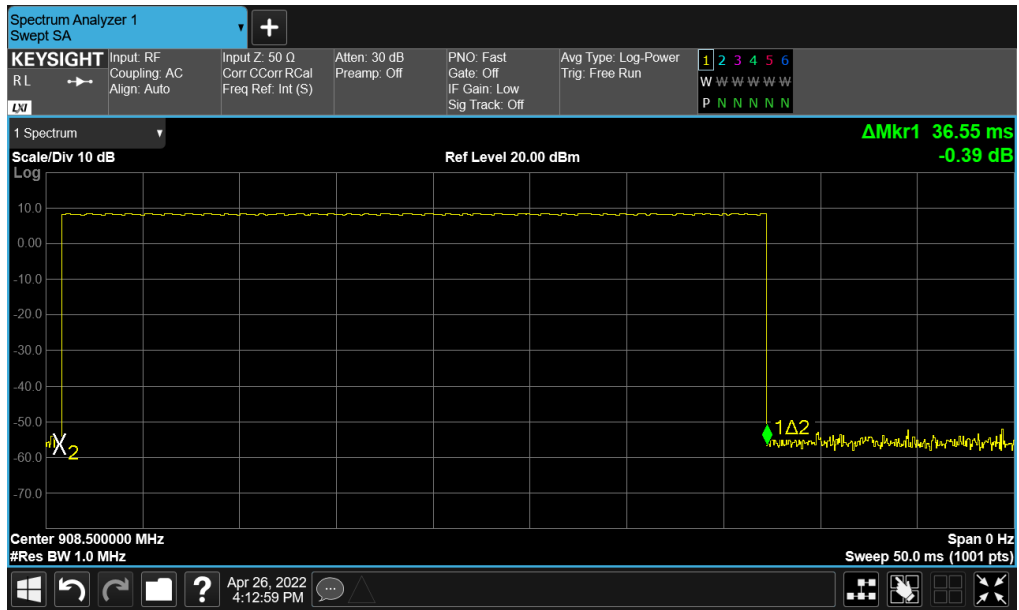 Spectrum Analyzer 1
Swept SA
+
KEYSIGHT
R L
LXI
Input: RF
Coupling: AC
Align: Auto
Input Z: 50 Ω
Corr CCorr RCal
Freq Ref: Int (S)
Atten: 30 dB
Preamp: Off
PNO: Fast
Gate: Off
IF Gain: Low
Sig Track: Off
Avg Type: Log-Power
Trig: Free Run
1 2 3 4 5 6
W W W W W W
P N N N N N
1 Spectrum
ΔMkr1 36.55 ms
-0.39 dB
Scale/Div 10 dB
Ref Level 20.00 dBm
Log
10.0
0.00
-10.0
-20.0
-30.0
-40.0
-50.0
-60.0
-70.0
X2
1Δ2
Center 908.500000 MHz
#Res BW 1.0 MHz
Span 0 Hz
Sweep 50.0 ms (1001 pts)
?
Apr 26, 2022
4:12:59 PM